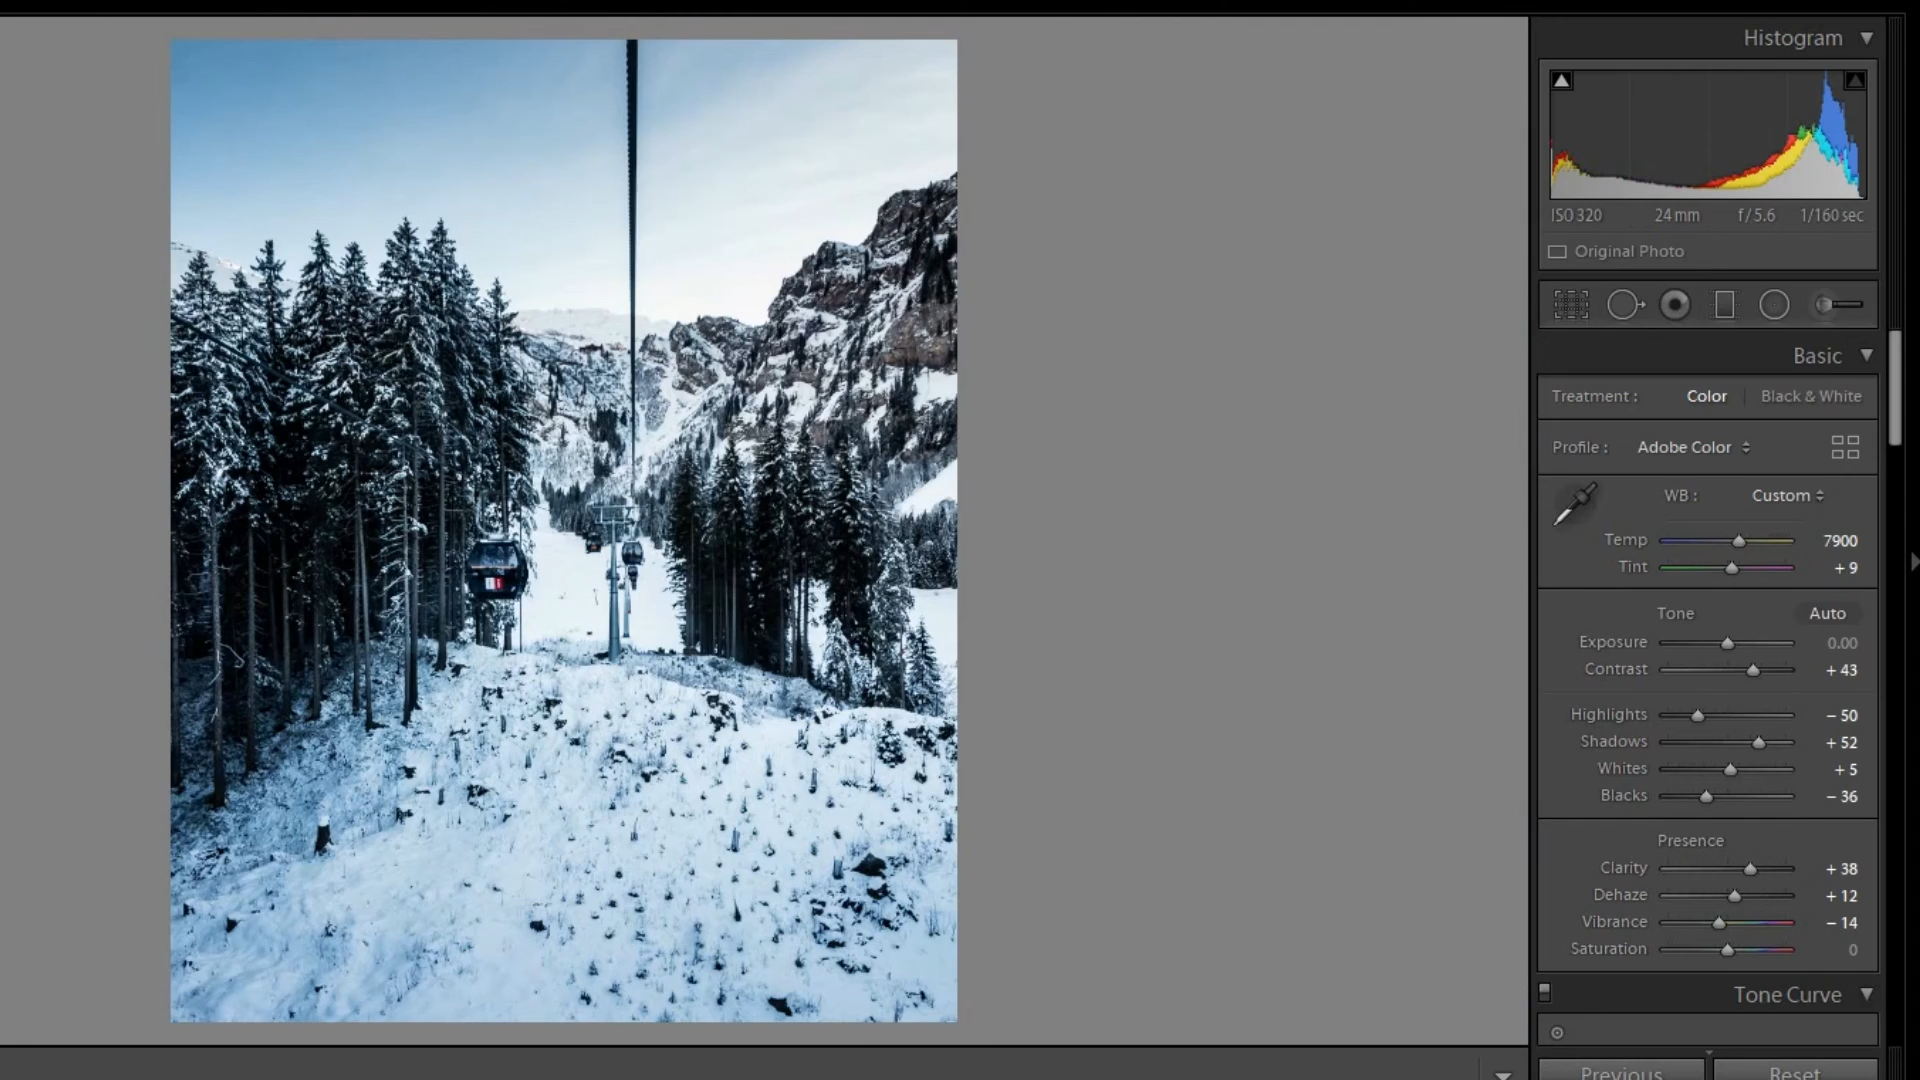 Histogram
ISO 320 24 mm f / 5.6 1/160 sec
Original Photo
Basic
Treatment : Color Black & White
Profile : Adobe Color
WB : Custom
Temp 7900
Tint + 9
Tone Auto
Exposure 0.00
Contrast + 43
Highlights − 50
Shadows + 52
Whites + 5
Blacks − 36
Presence
Clarity + 38
Dehaze + 12
Vibrance − 14
Saturation 0
Tone Curve
Previous Reset